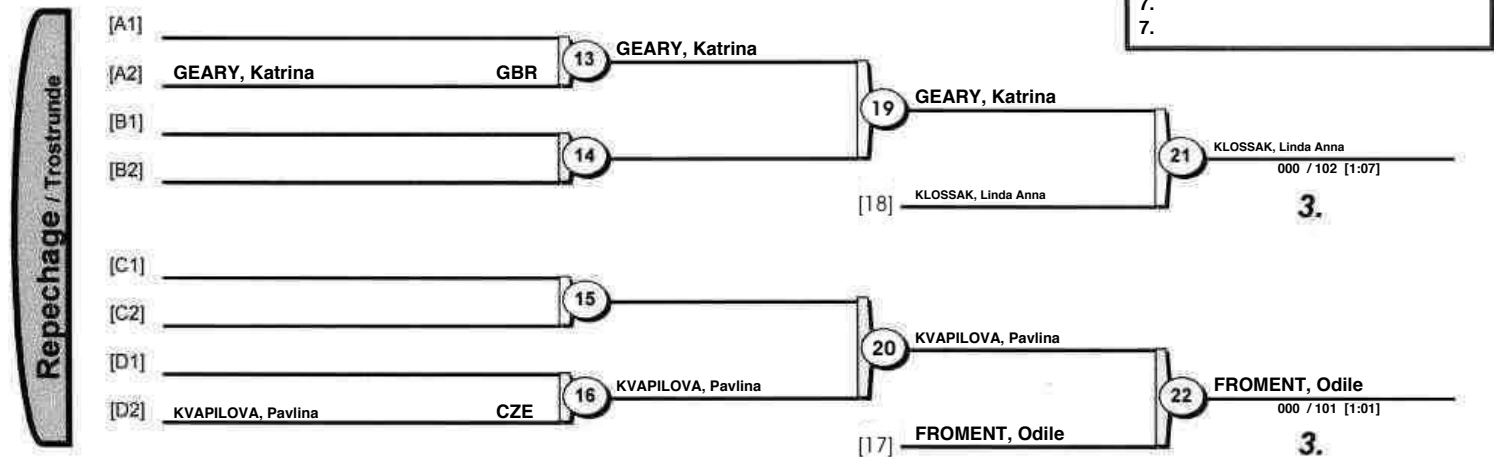 7.
7.
Repechage / Trostrunde
[A1]
[A2] GEARY, Katrina GBR
13 GEARY, Katrina
[B1]
[B2]
14
19 GEARY, Katrina
[18] KLOSSAK, Linda Anna
21 KLOSSAK, Linda Anna
000 / 102 [1:07]
3.
[C1]
[C2]
15
[D1]
[D2] KVAPILOVA, Pavlina CZE
16 KVAPILOVA, Pavlina
20 KVAPILOVA, Pavlina
[17] FROMENT, Odile
22 FROMENT, Odile
000 / 101 [1:01]
3.